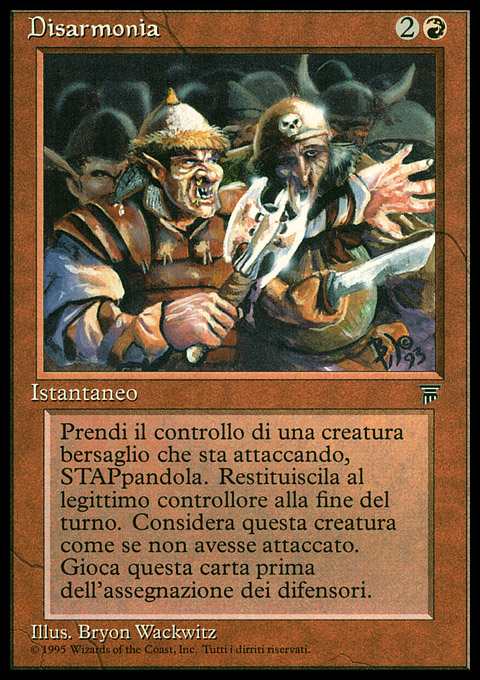 Disarmonia 2
Istantaneo
Prendi il controllo di una creatura
bersaglio che sta attaccando,
STAPpandola. Restituiscila al
legittimo controllore alla fine del
turno. Considera questa creatura
come se non avesse attaccato.
Gioca questa carta prima
dell'assegnazione dei difensori.
Illus. Bryon Wackwitz
© 1995 Wizards of the Coast, Inc. Tutti i dirriti riservati.